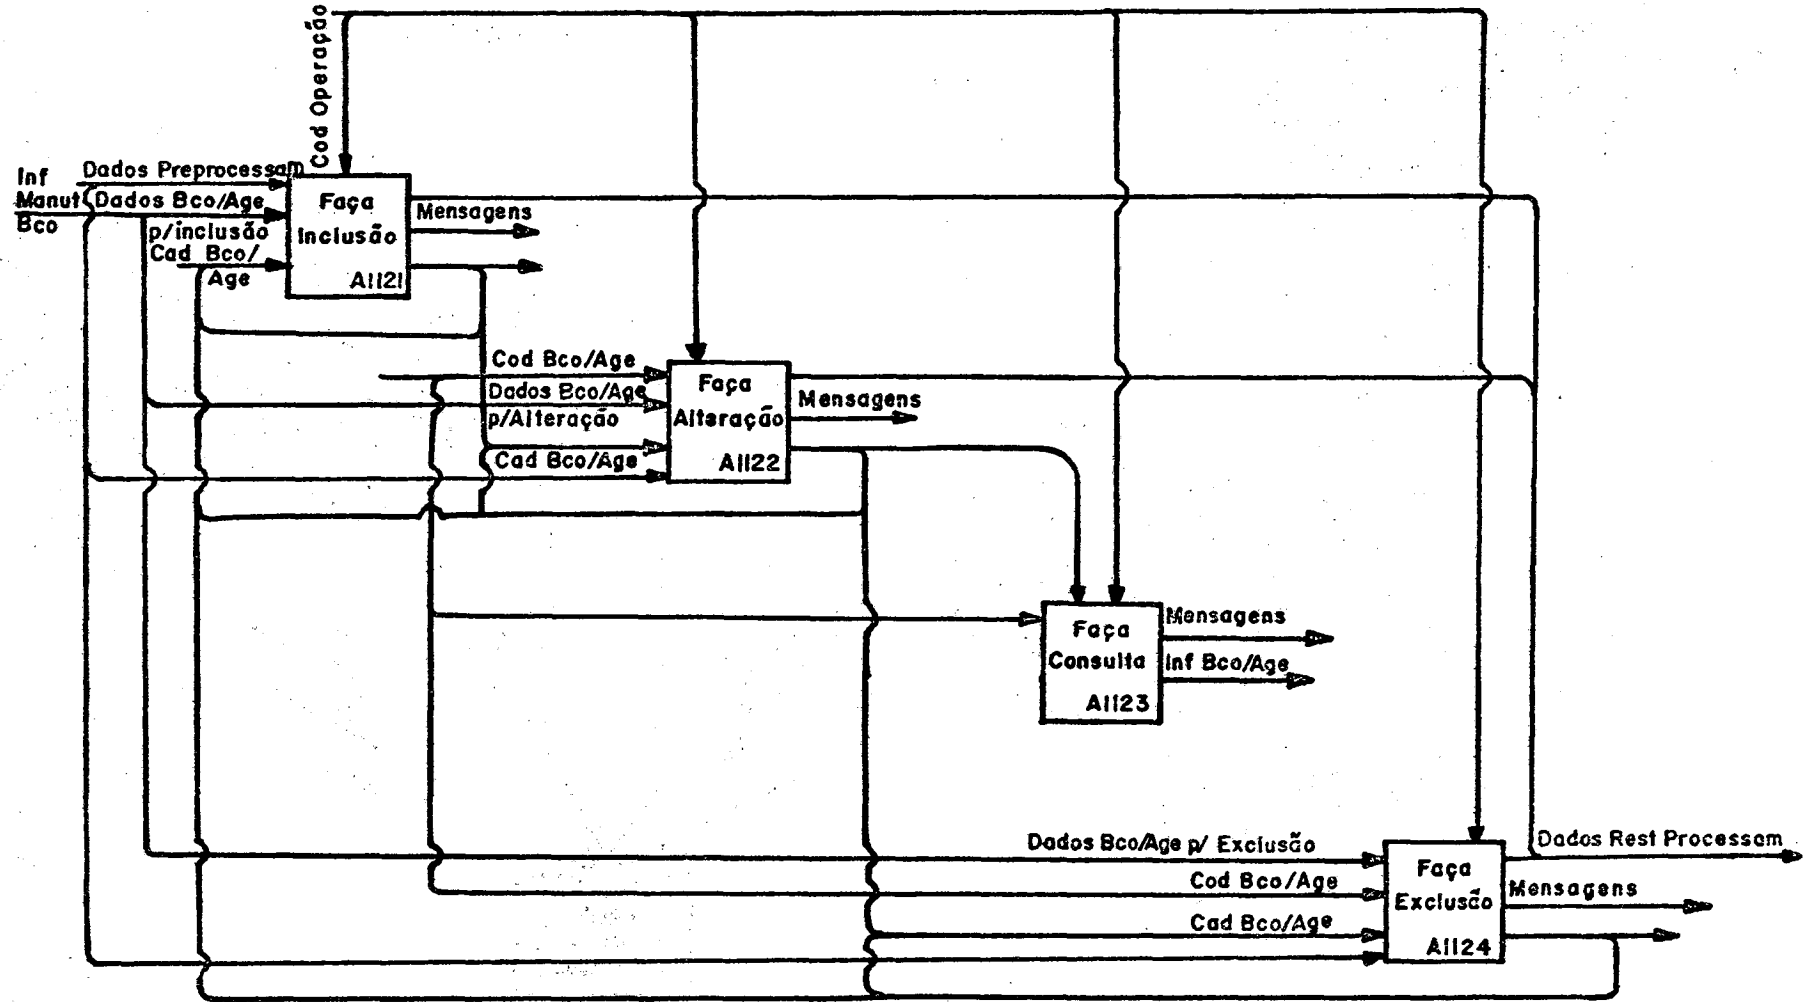 Cod Operação
Inf
Manut
Bco
Dados Preprocessam
Dados Bco/Age
p/inclusão
Cad Bco/
Age
Faça
Inclusão
A1121
Mensagens
Cod Bco/Age
Dados Bco/Age
p/Alteração
Cad Bco/Age
Faça
Alteração
A1122
Mensagens
Faça
Consulta
A1123
Mensagens
Inf Bco/Age
Dados Bco/Age p/ Exclusão
Cod Bco/Age
Cad Bco/Age
Faça
Exclusão
A1124
Dados Rest Processam
Mensagens